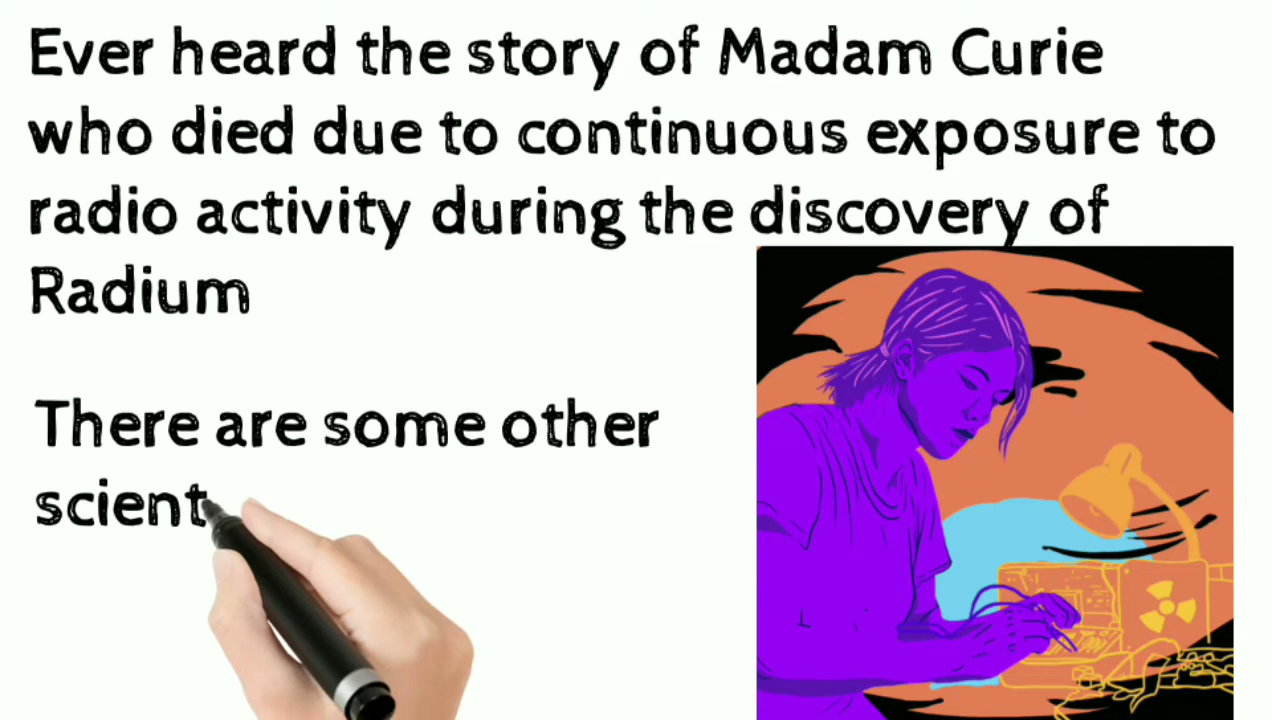 Ever heard the story of Madam Curie
who died due to continuous exposure to
radio activity during the discovery of
Radium
There are some other
scient